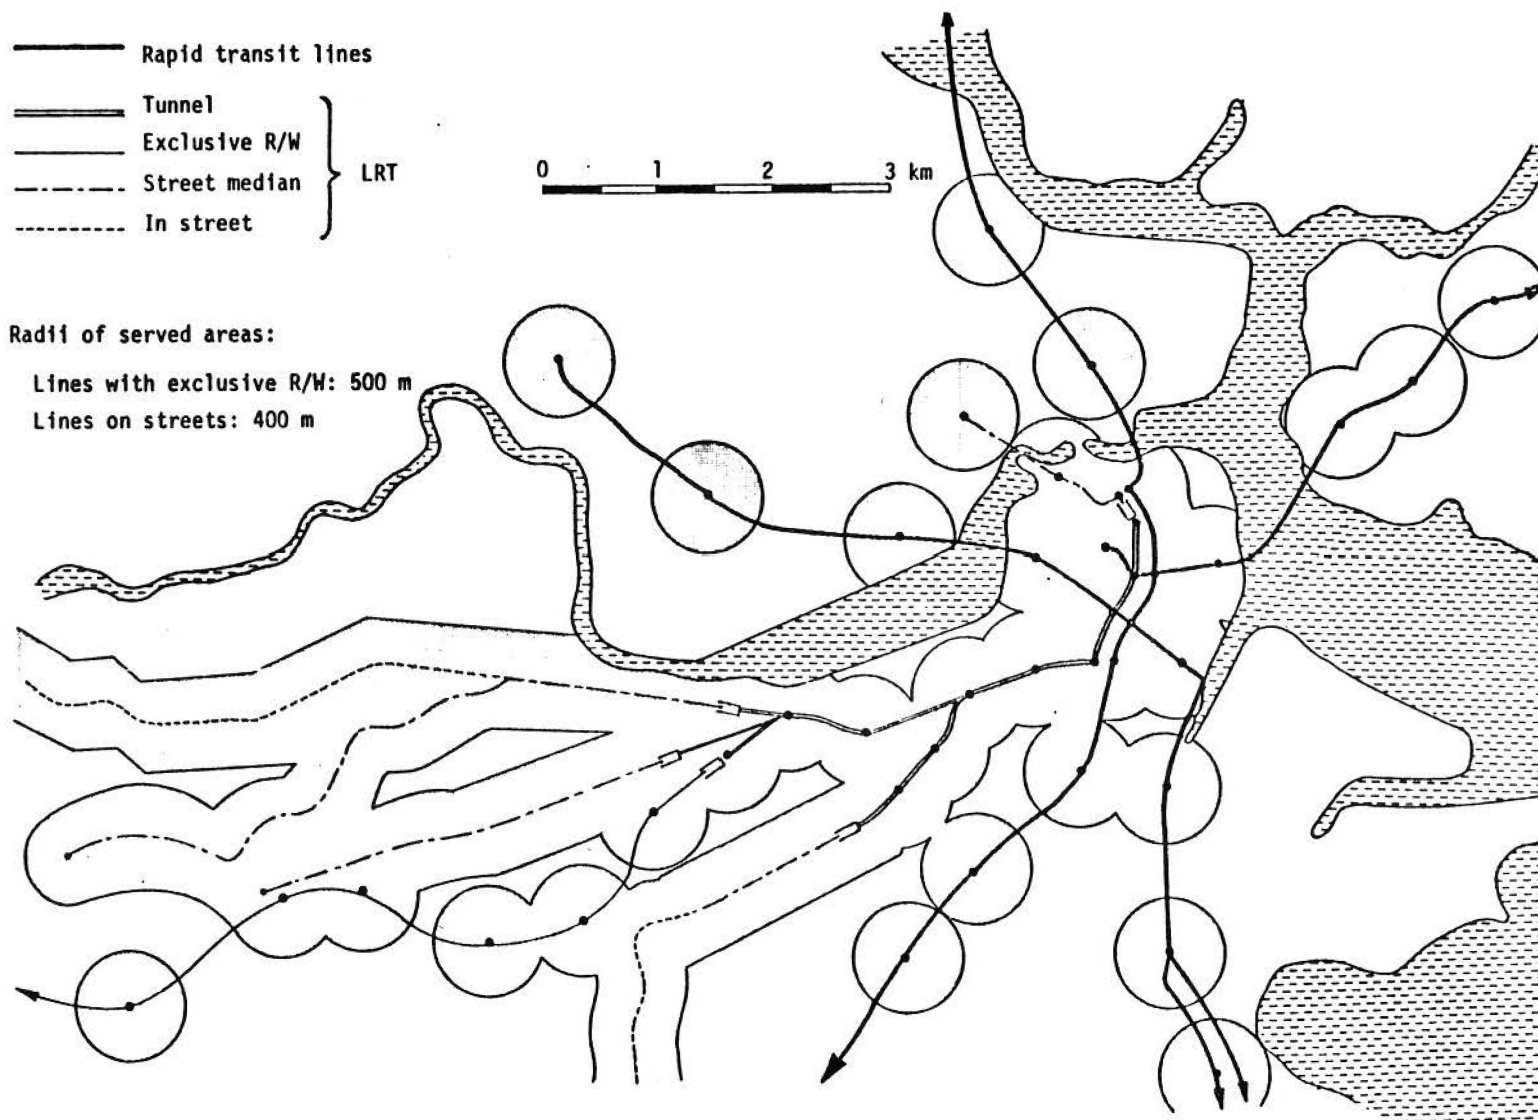 Rapid transit lines
Tunnel
Exclusive R/W
Street median
In street
LRT
0 1 2 3 km
Radii of served areas:
Lines with exclusive R/W: 500 m
Lines on streets: 400 m